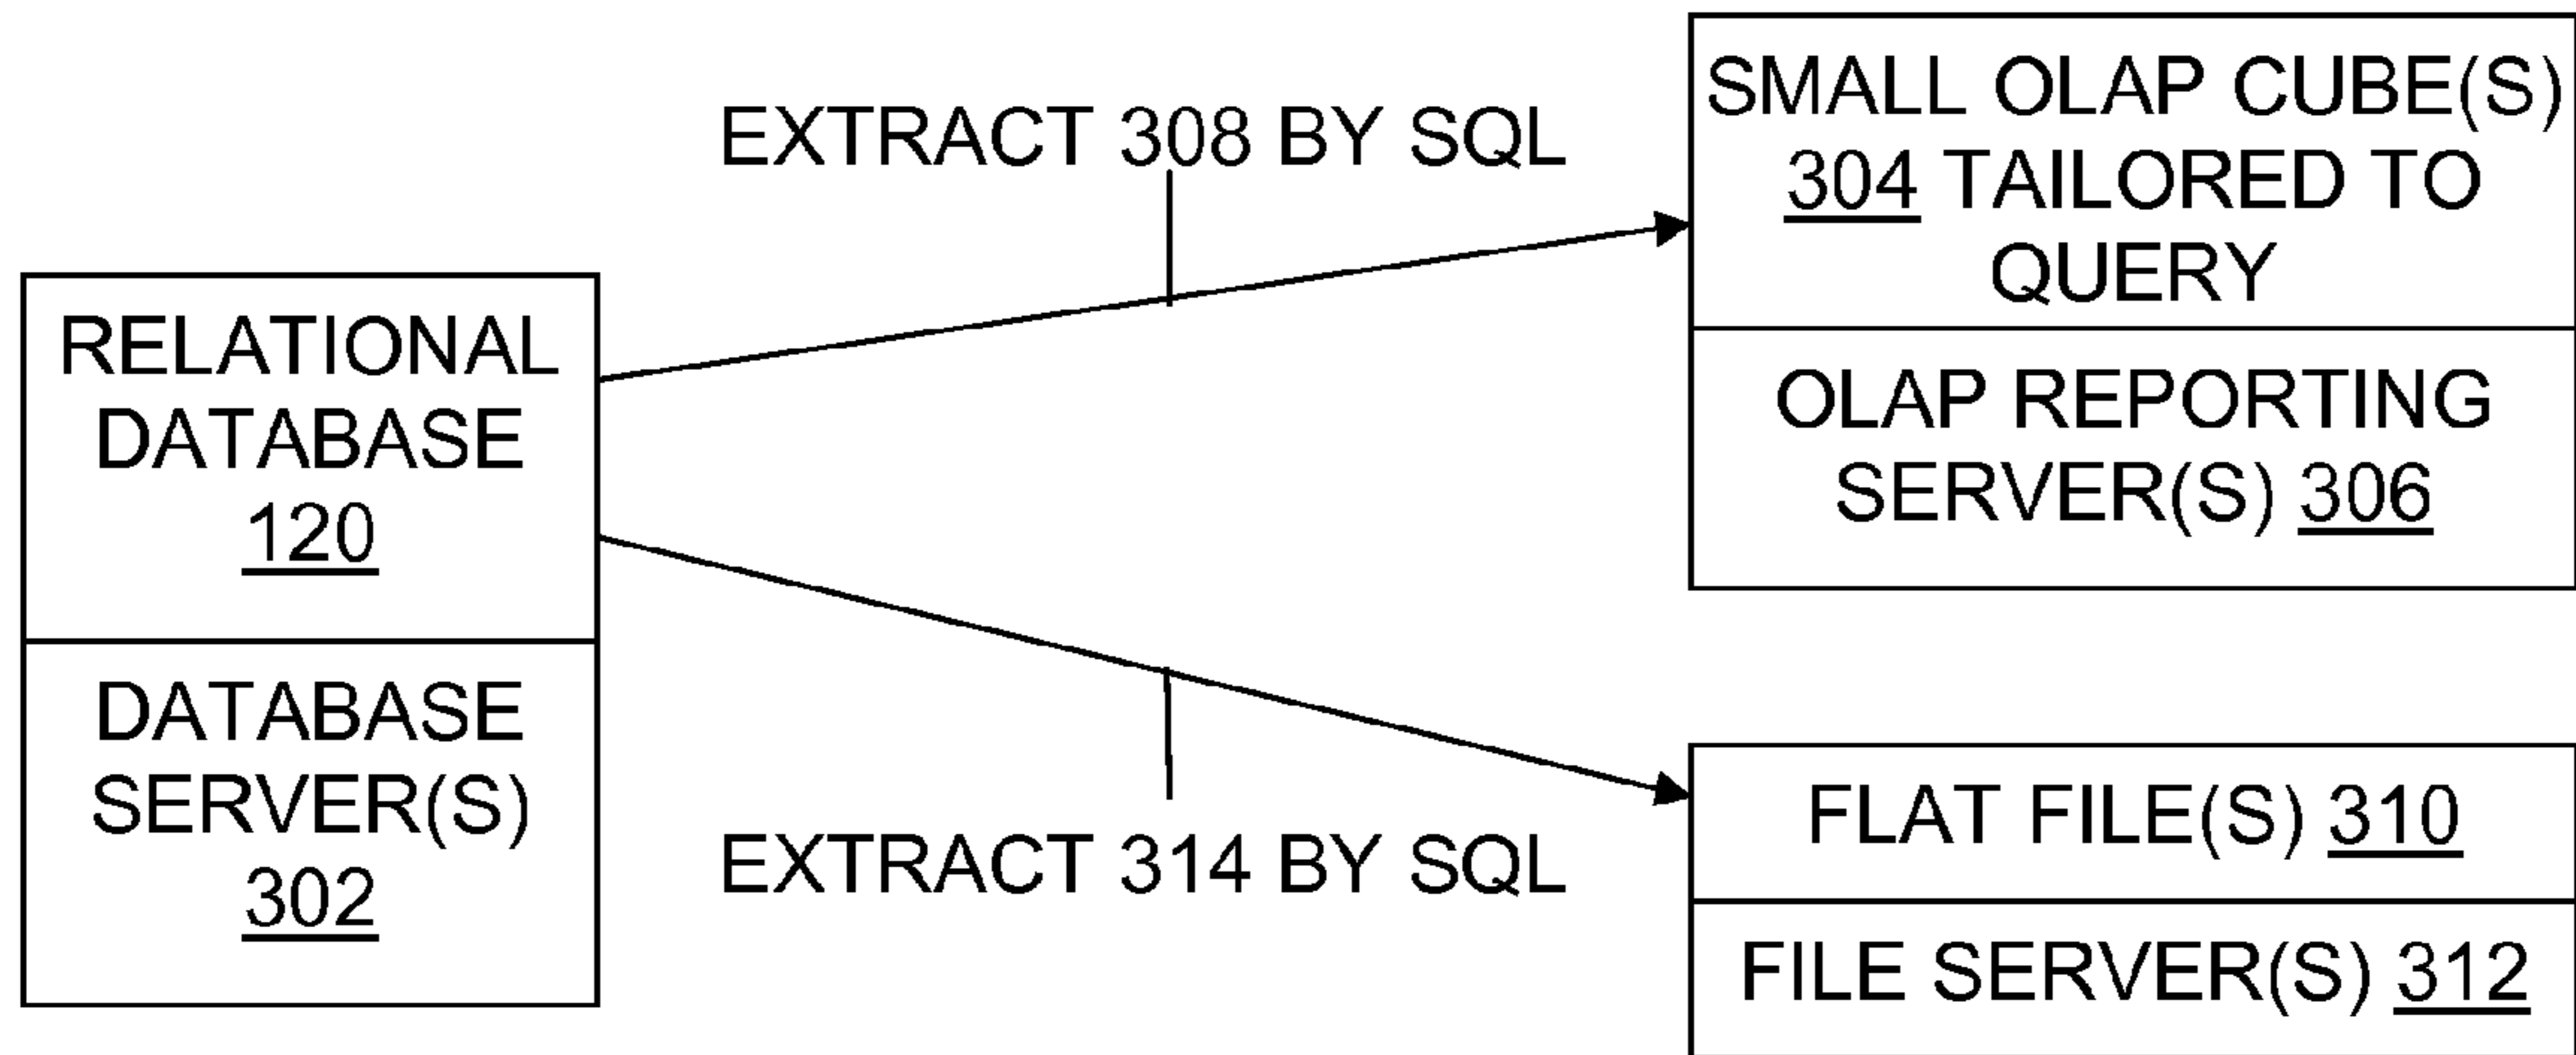 RELATIONAL
DATABASE
120
DATABASE
SERVER(S)
302
EXTRACT 308 BY SQL
EXTRACT 314 BY SQL
SMALL OLAP CUBE(S)
304 TAILORED TO
QUERY
OLAP REPORTING
SERVER(S) 306
FLAT FILE(S) 310
FILE SERVER(S) 312